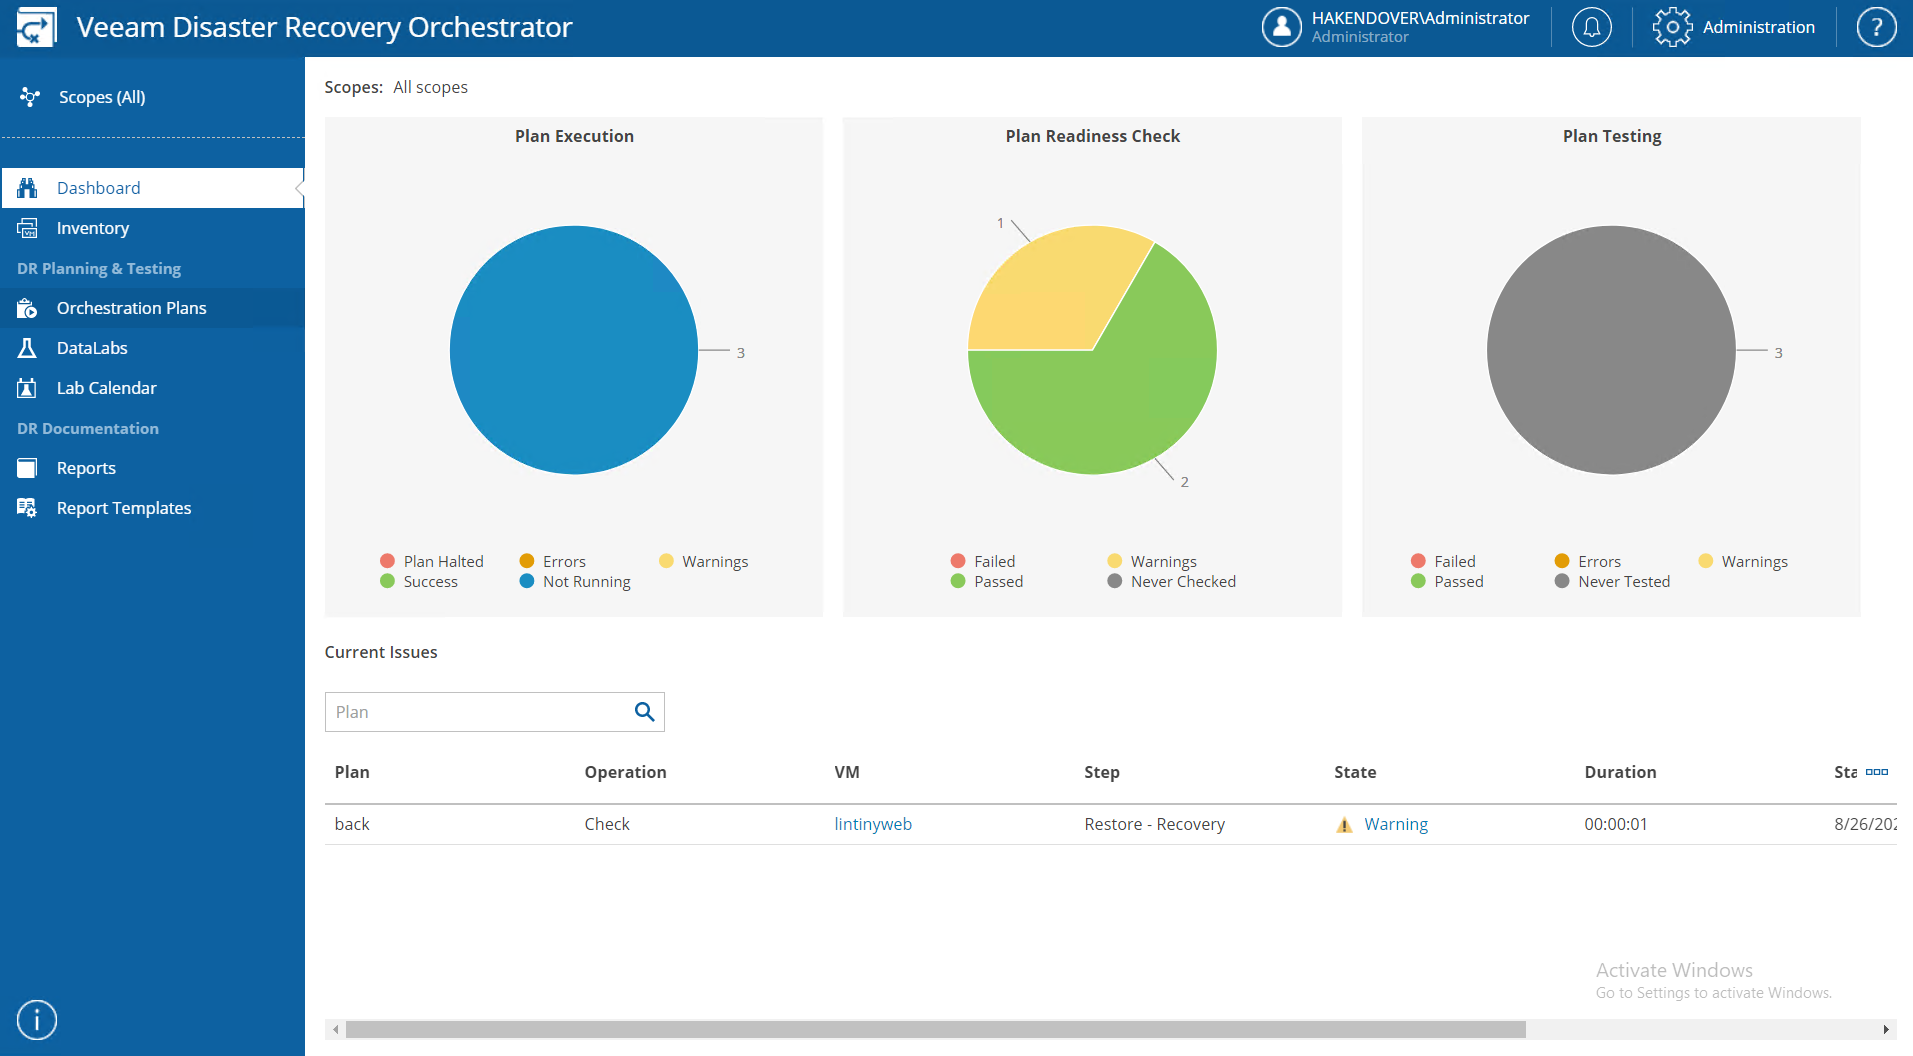 Veeam Disaster Recovery Orchestrator
HAKENDOVER\Administrator
Administrator
Administration
?
Scopes (All)
Dashboard
Inventory
DR Planning & Testing
Orchestration Plans
DataLabs
Lab Calendar
DR Documentation
Reports
Report Templates
i
Scopes: All scopes
Plan Execution
3
Plan Halted Errors Warnings
Success Not Running
Plan Readiness Check
1
2
Failed Warnings
Passed Never Checked
Plan Testing
3
Failed Errors Warnings
Passed Never Tested
Current Issues
Plan
Plan Operation VM Step State Duration Sta
back Check lintinyweb Restore - Recovery Warning 00:00:01 8/26/202
Activate Windows
Go to Settings to activate Windows.